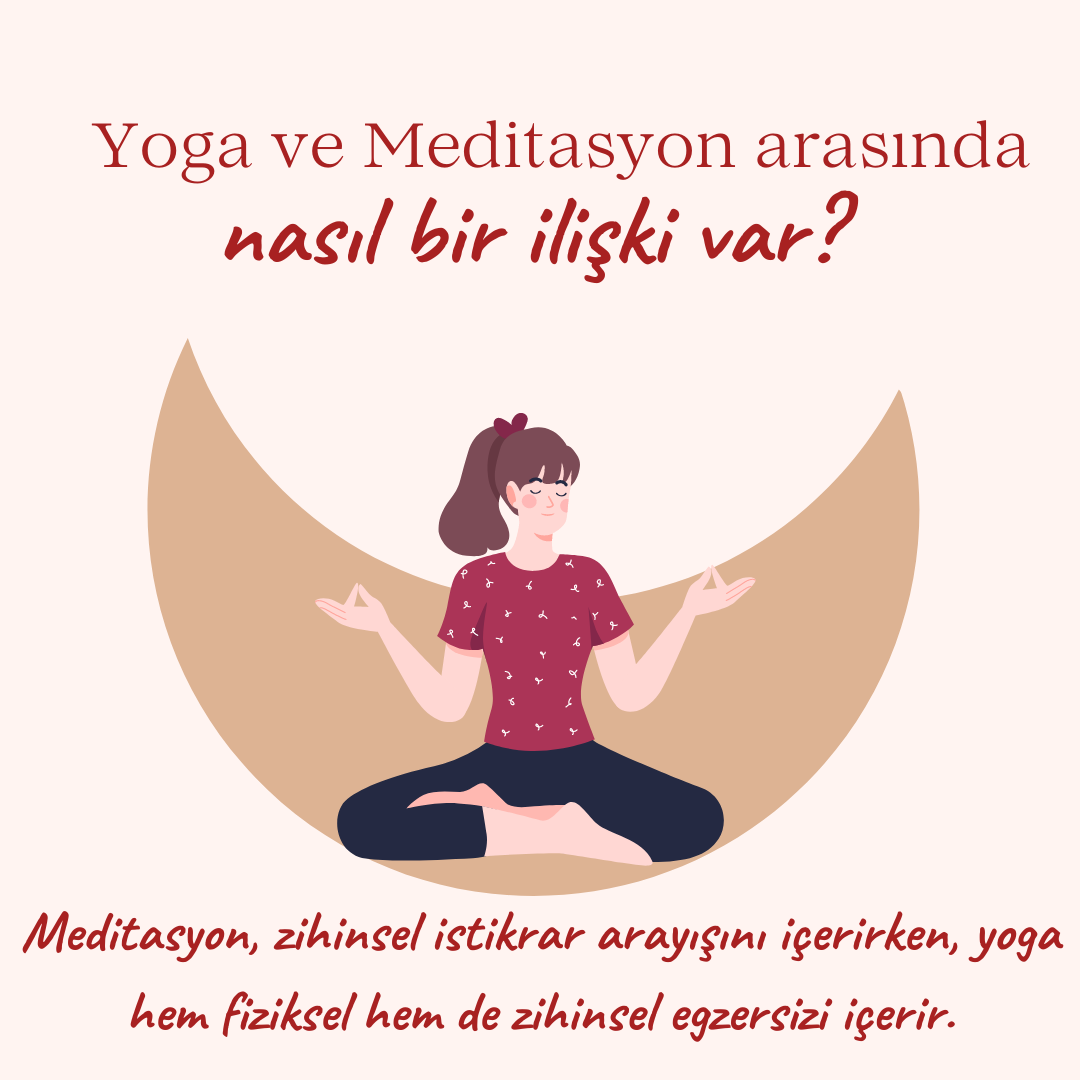 Yoga ve Meditasyon arasında
nasıl bir ilişki var?
Meditasyon, zihinsel istikrar arayışını içerirken, yoga
hem fiziksel hem de zihinsel egzersizi içerir.